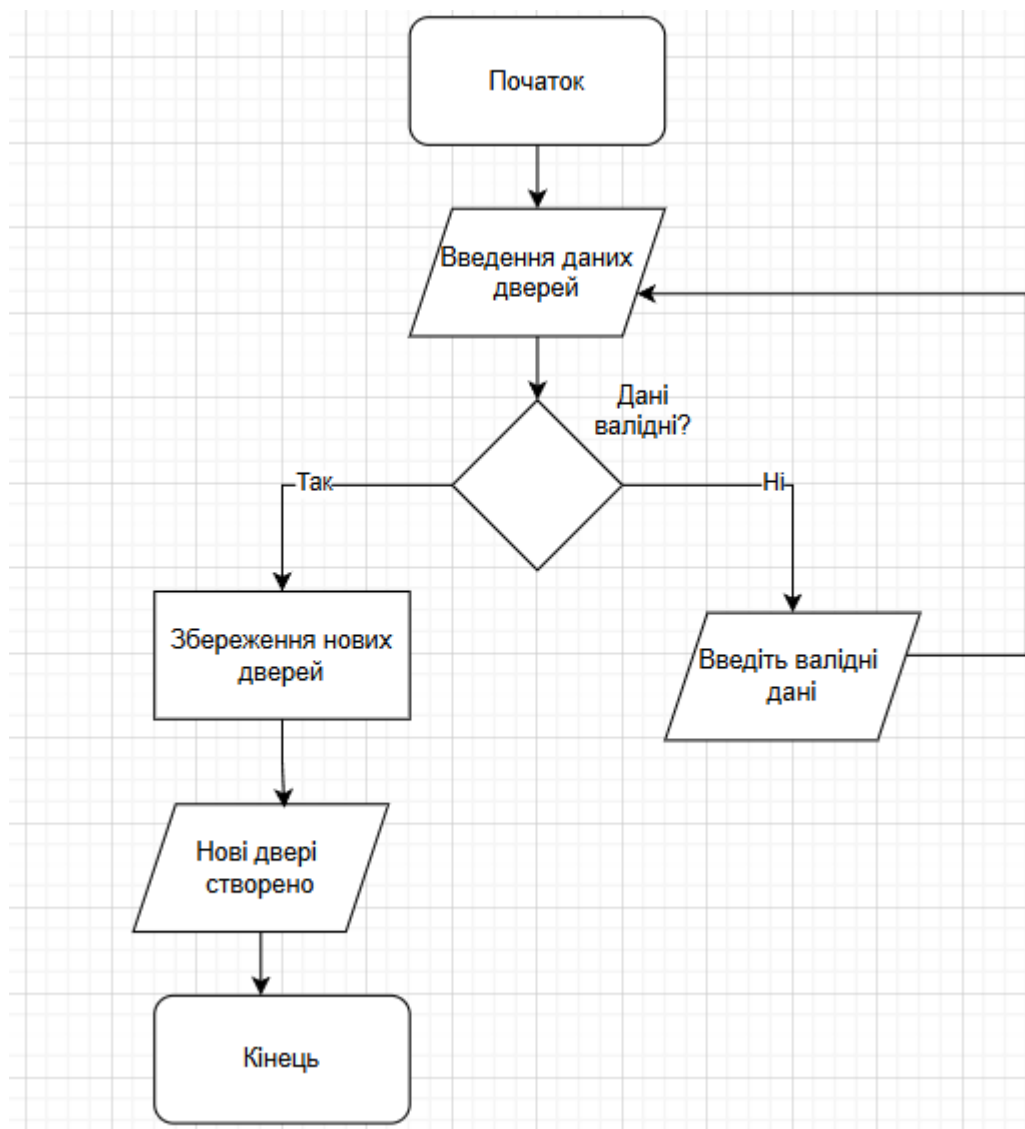 Початок
Введення даних
дверей
Дані
валідні?
Так
Ні
Збереження нових
дверей
Введіть валідні
дані
Нові двері
створено
Кінець